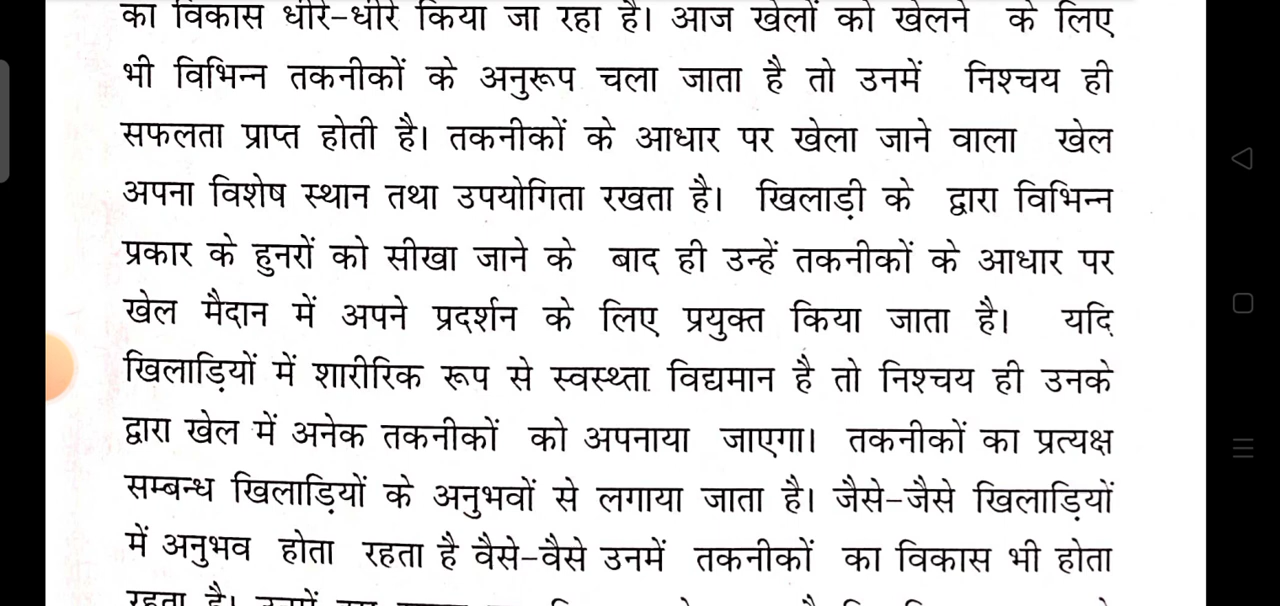 का विकास धीरे-धीरे किया जा रहा है। आज खेलों को खेलने के लिए
भी विभिन्न तकनीकों के अनुरूप चला जाता है तो उनमें निश्चय ही
सफलता प्राप्त होती है। तकनीकों के आधार पर खेला जाने वाला खेल
अपना विशेष स्थान तथा उपयोगिता रखता है। खिलाड़ी के द्वारा विभिन्न
प्रकार के हुनरों को सीखा जाने के बाद ही उन्हें तकनीकों के आधार पर
खेल मैदान में अपने प्रदर्शन के लिए प्रयुक्त किया जाता है। यदि
खिलाड़ियों में शारीरिक रूप से स्वस्थ्ता विद्यमान है तो निश्चय ही उनके
द्वारा खेल में अनेक तकनीकों को अपनाया जाएगा। तकनीकों का प्रत्यक्ष
सम्बन्ध खिलाड़ियों के अनुभवों से लगाया जाता है। जैसे-जैसे खिलाड़ियों
में अनुभव होता रहता है वैसे-वैसे उनमें तकनीकों का विकास भी होता
रहता है।